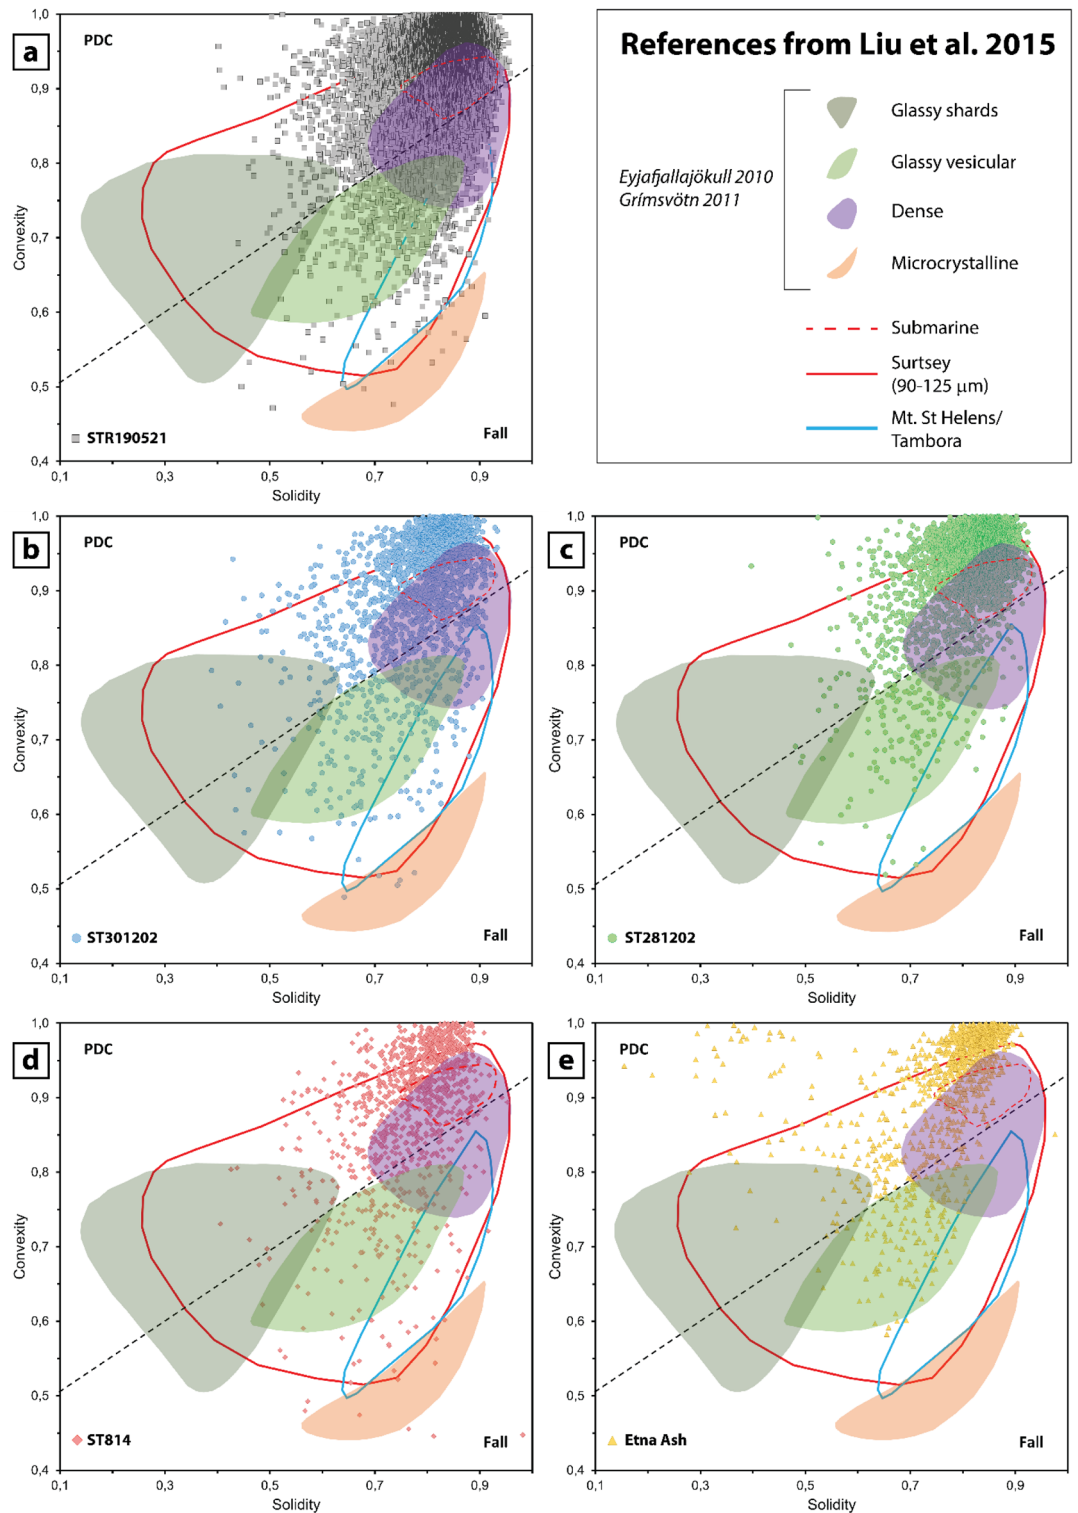 a
PDC
1,0
0,9
0,8
0,7
0,6
0,5
0,4
Convexity
STR190521
Fall
0,1
0,3
0,5
0,7
0,9
Solidity
References from Liu et al. 2015
Eyjafjallajökull 2010
Grímsvötn 2011
Glassy shards
Glassy vesicular
Dense
Microcrystalline
Submarine
Surtsey
(90-125 µm)
Mt. St Helens/
Tambora
b
PDC
1,0
0,9
0,8
0,7
0,6
0,5
0,4
Convexity
ST301202
Fall
0,1
0,3
0,5
0,7
0,9
Solidity
c
PDC
1,0
0,9
0,8
0,7
0,6
0,5
0,4
Convexity
ST281202
Fall
0,1
0,3
0,5
0,7
0,9
Solidity
d
PDC
1,0
0,9
0,8
0,7
0,6
0,5
0,4
Convexity
ST814
Fall
0,1
0,3
0,5
0,7
0,9
Solidity
e
PDC
1,0
0,9
0,8
0,7
0,6
0,5
0,4
Convexity
Etna Ash
Fall
0,1
0,3
0,5
0,7
0,9
Solidity